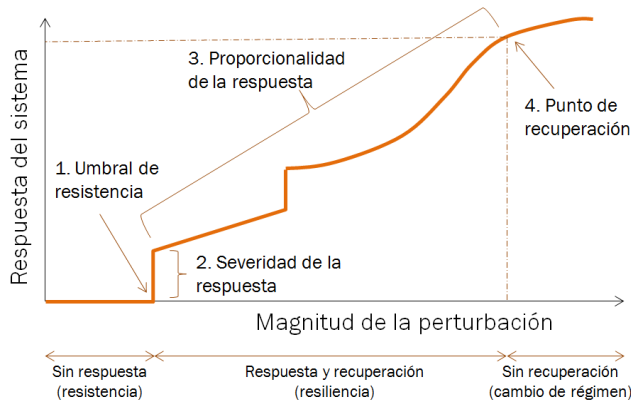 3. Proporcionalidad
de la respuesta
4. Punto de
recuperación
1. Umbral de
resistencia
2. Severidad de la
respuesta
Respuesta del sistema
Magnitud de la perturbación
Sin respuesta
(resistencia)
Respuesta y recuperación
(resiliencia)
Sin recuperación
(cambio de régimen)